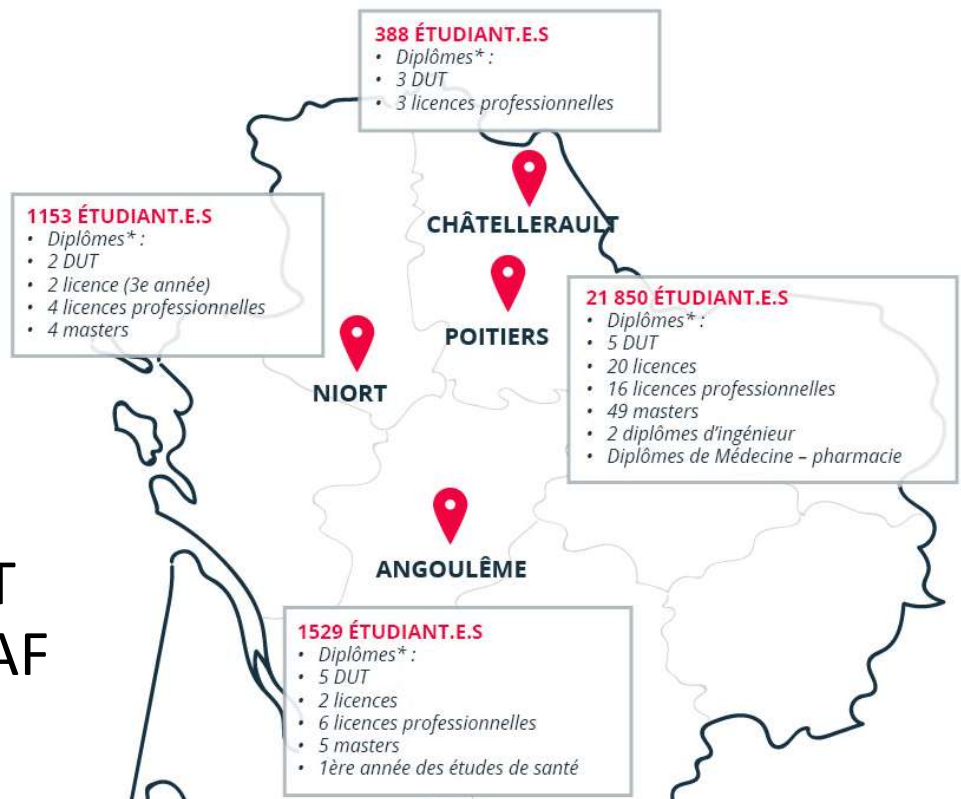 388 ÉTUDIANT.E.S
• Diplômes* :
• 3 DUT
• 3 licences professionnelles
CHÂTELLERAULT
1153 ÉTUDIANT.E.S
• Diplômes* :
• 2 DUT
• 2 licence (3e année)
• 4 licences professionnelles
• 4 masters
POITIERS
NIORT
21 850 ÉTUDIANT.E.S
• Diplômes* :
• 5 DUT
• 20 licences
• 16 licences professionnelles
• 49 masters
• 2 diplômes d'ingénieur
• Diplômes de Médecine – pharmacie
ANGOULÊME
T
AF
1529 ÉTUDIANT.E.S
• Diplômes* :
• 5 DUT
• 2 licences
• 6 licences professionnelles
• 5 masters
• 1ère année des études de santé